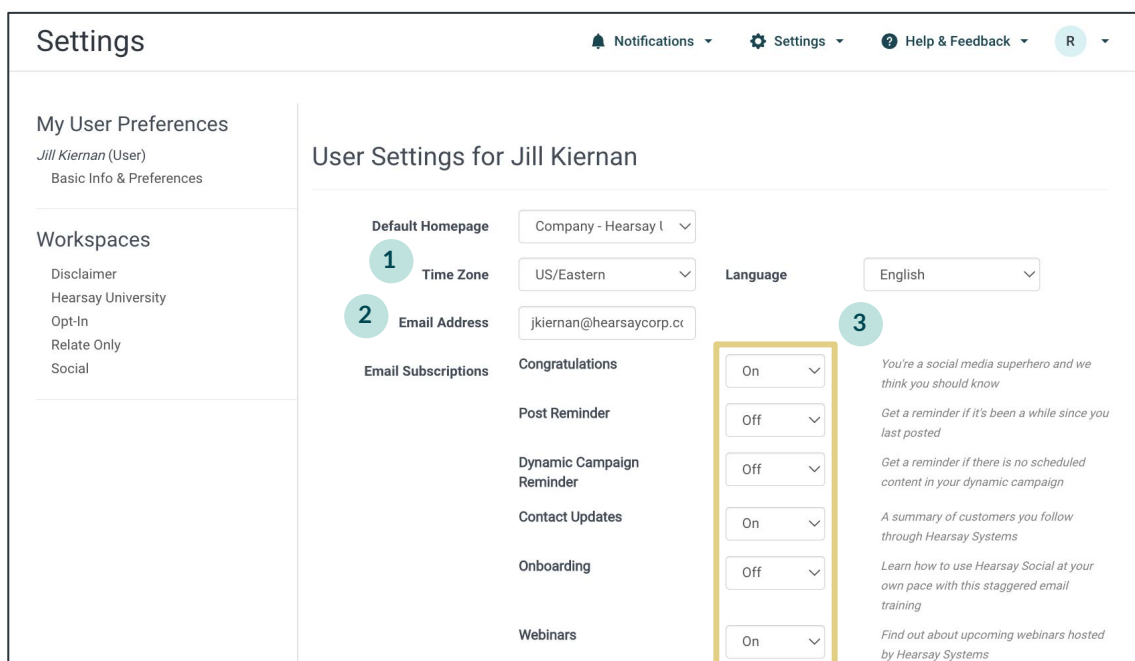 Settings
Notifications
Settings
Help & Feedback
R
My User Preferences
Jill Kiernan (User)
Basic Info & Preferences
Workspaces
Disclaimer
Hearsay University
Opt-In
Relate Only
Social
User Settings for Jill Kiernan
Default Homepage
Company - Hearsay U
1
Time Zone
US/Eastern
Language
English
2
Email Address
jkiernan@hearsaycorp.cc
3
Email Subscriptions
Congratulations
On
You're a social media superhero and we
think you should know
Post Reminder
Off
Get a reminder if it's been a while since you
last posted
Dynamic Campaign
Reminder
Off
Get a reminder if there is no scheduled
content in your dynamic campaign
Contact Updates
On
A summary of customers you follow
through Hearsay Systems
Onboarding
Off
Learn how to use Hearsay Social at your
own pace with this staggered email
training
Webinars
On
Find out about upcoming webinars hosted
by Hearsay Systems